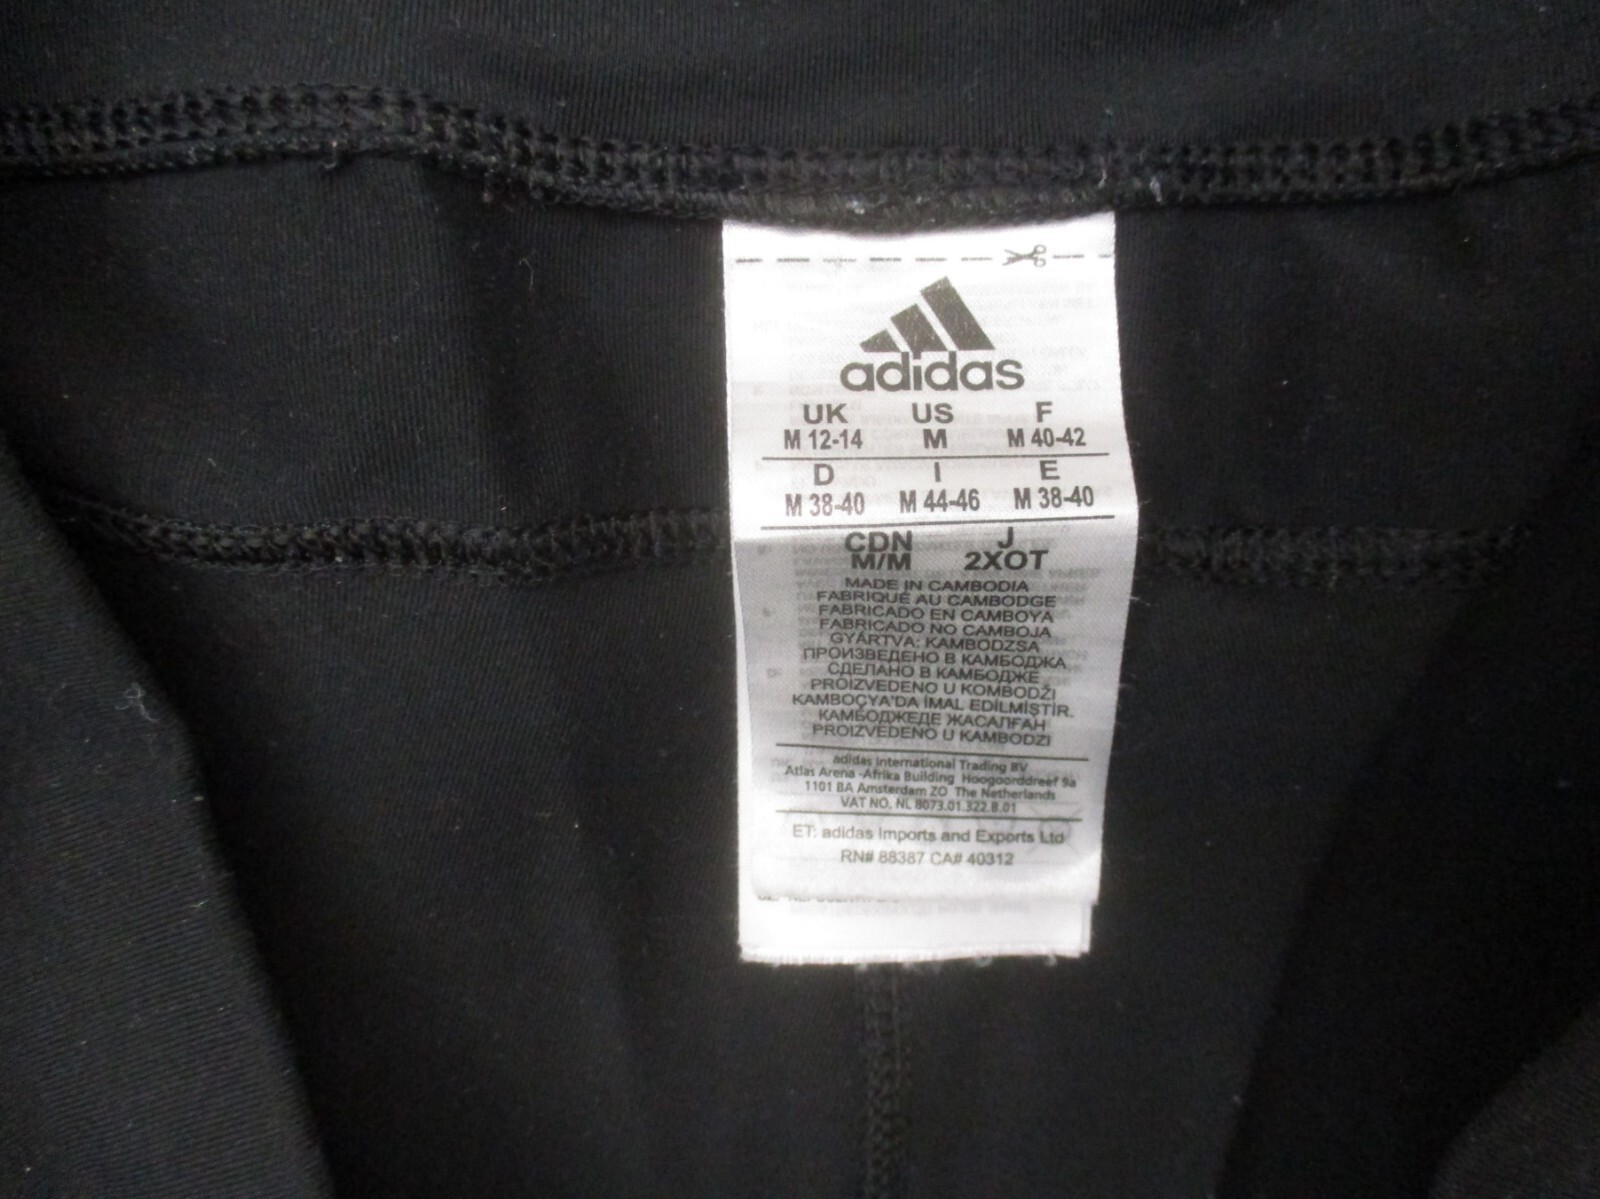 adidas
UK US F
M 12-14 M M 40-42
D I E
M 38-40 M 44-46 M 38-40
CDN J
M/M 2XOT
MADE IN CAMBODIA
FABRIQUÉ AU CAMBODGE
FABRICADO EN CAMBOYA
FABRICADO NO CAMBOJA
GYÁRTVA: KAMBODZSA
ПРОИЗВЕДЕНО В КАМБОДЖА
СДЕЛАНО В КАМБОДЖЕ
PROIZVEDENO U KOMBODŽI
KAMBOÇYA'DA İMAL EDİLMİŞTİR.
КАМБОДЖЕДЕ ЖАСАЛҒАН
PROIZVEDENO U KAMBODZI
adidas International Trading BV
Atlas Arena -Afrika Building Hoogoorddreef 9a
1101 BA Amsterdam ZO The Netherlands
VAT NO. NL 8073.01.322.B.01
ET: adidas Imports and Exports Ltd
RN# 88387 CA# 40312